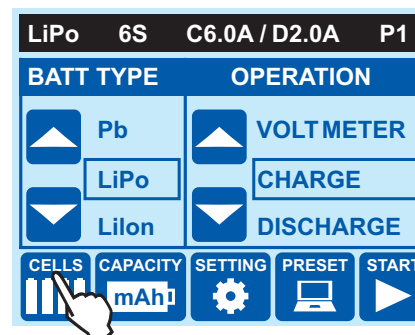 LiPo 6S C6.0A / D2.0A P1
BATT TYPE OPERATION
Pb VOLT METER
LiPo CHARGE
LiIon DISCHARGE
CELLS CAPACITY SETTING PRESET START
mAh